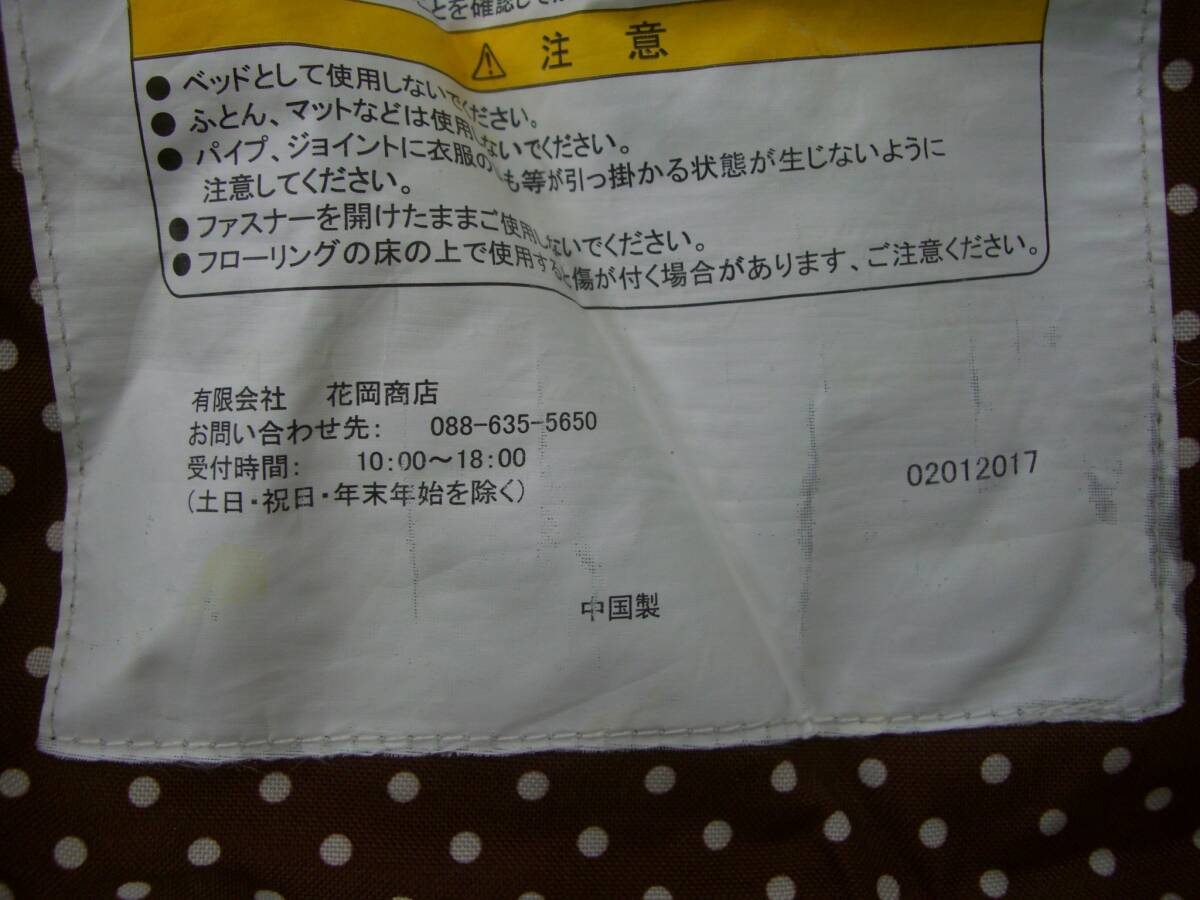 とを確認して
注意
●ベッドとして使用しないでください。
●ふとん、マットなどは使用しないでください。
●パイプ、ジョイントに衣服のひも等が引っ掛かる状態が生じないように
注意してください。
●ファスナーを開けたままご使用しないでください。
●フローリングの床の上で使用すると傷が付く場合があります、ご注意ください。
有限会社 花岡商店
お問い合わせ先: 088-635-5650
受付時間: 10:00~18:00
(土日・祝日・年末年始を除く)
02012017
中国製